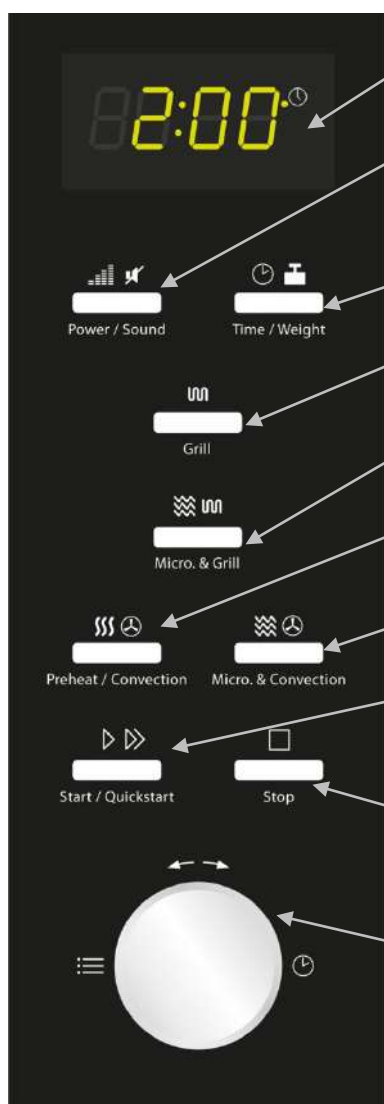 2:00
Power / Sound
Time / Weight
Grill
Micro. & Grill
Preheat / Convection
Micro. & Convection
Start / Quickstart
Stop